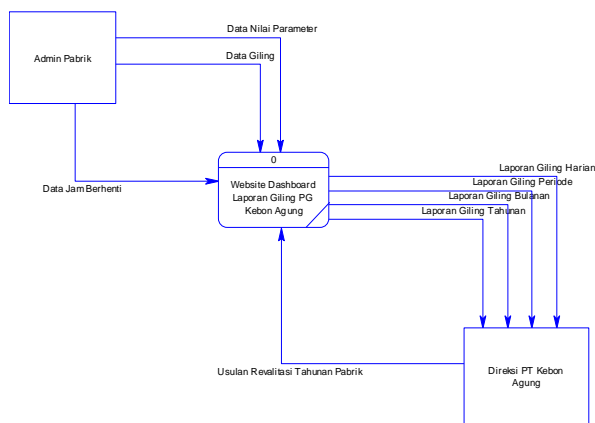 Data Nilai Parameter
Admin Pabrik
Data Giling
0
Data Jam Berhenti
Website Dashboard
Laporan Giling PG
Kebon Agung
Laporan Giling Harian
Laporan Giling Periode
Laporan Giling Bulanan
Laporan Giling Tahunan
Usulan Revalitasi Tahunan Pabrik
Direksi PT Kebon
Agung